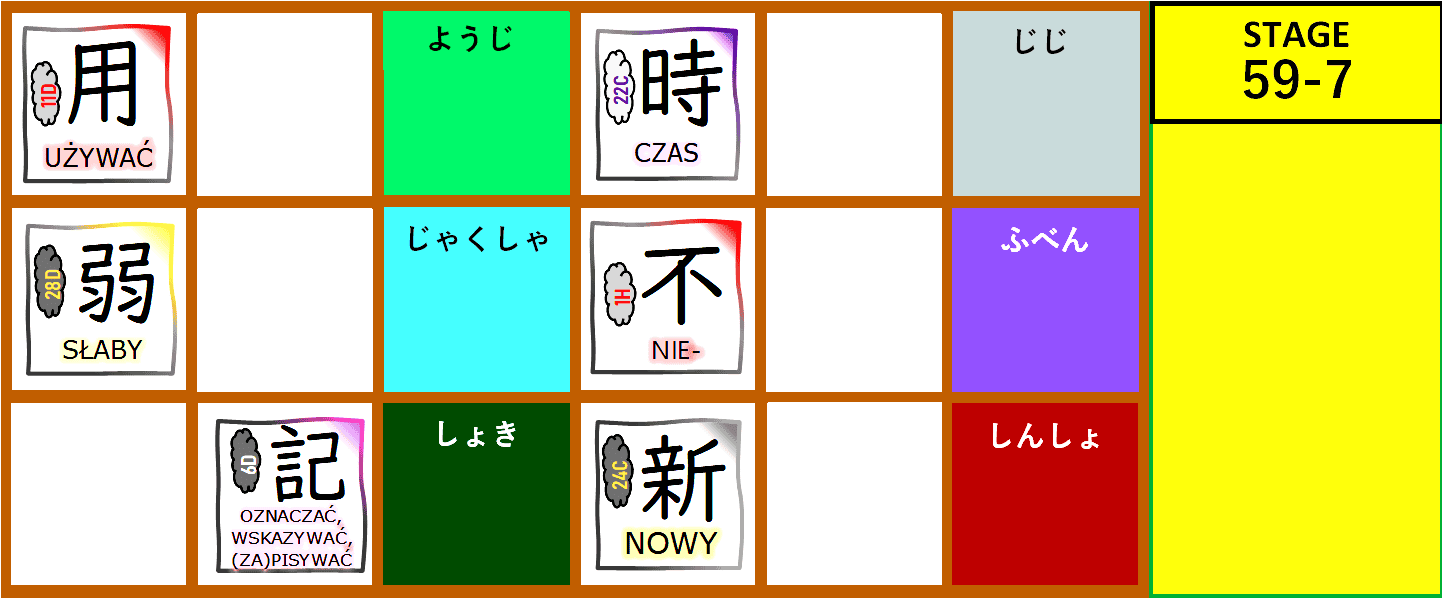 11D
用
UŻYWAĆ
ようじ
22C
時
CZAS
じじ
STAGE
59-7
28D
弱
SŁABY
じゃくしゃ
1H
不
NIE-
ふべん
6D
記
OZNACZAĆ,
WSKAZYWAĆ,
(ZA)PISYWAĆ
しょき
24C
新
NOWY
しんしょ